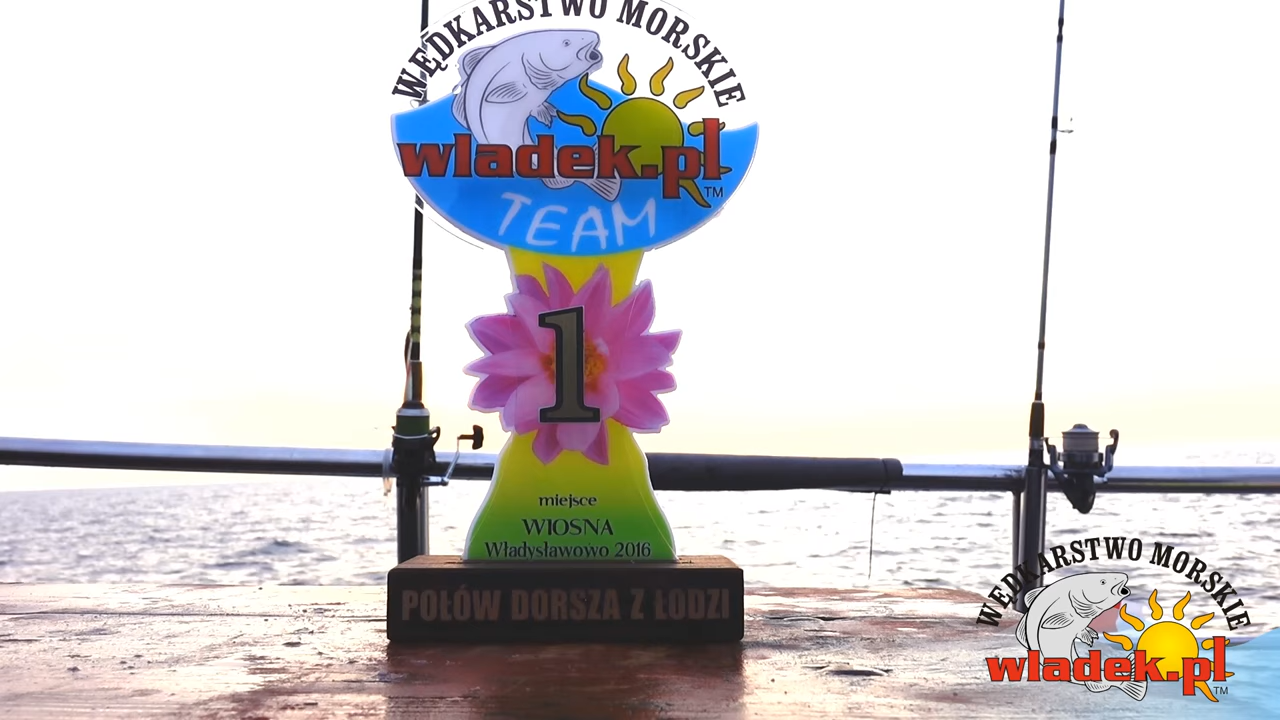 WĘDKARSTWO MORSKIE
wladek.pl
TM
TEAM
1
miejsce
WIOSNA
Władysławowo 2016
POŁÓW DORSZA Z ŁODZI
WĘDKARSTWO MORSKIE
wladek.pl
TM